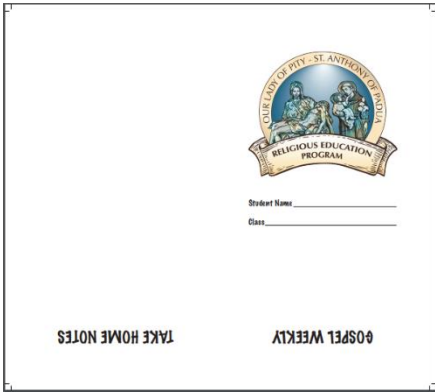 OUR LADY OF PITY - ST. ANTHONY OF PADUA
RELIGIOUS EDUCATION
PROGRAM
Student Name
Class
TAKE HOME NOTES
GOSPEL WEEKLY